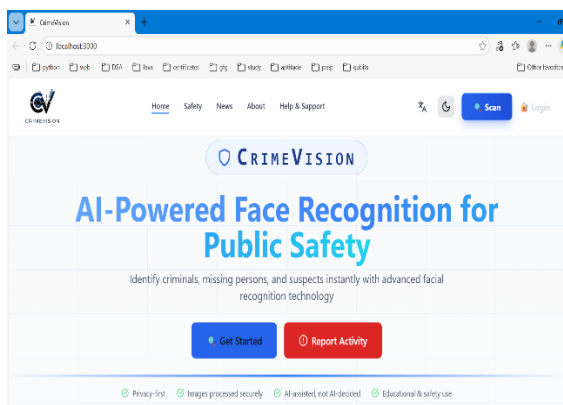 CrimeVision
localhost:3000
python web DSA Java certificates gfg study aptitude prep qubits Other favorites
CRIMEVISION
Home Safety News About Help & Support Scan Login
CRIMEVISION
AI-Powered Face Recognition for
Public Safety
Identify criminals, missing persons, and suspects instantly with advanced facial
recognition technology
Get Started Report Activity
Privacy-first Images processed securely AI-assisted, not AI-decided Educational & safety use